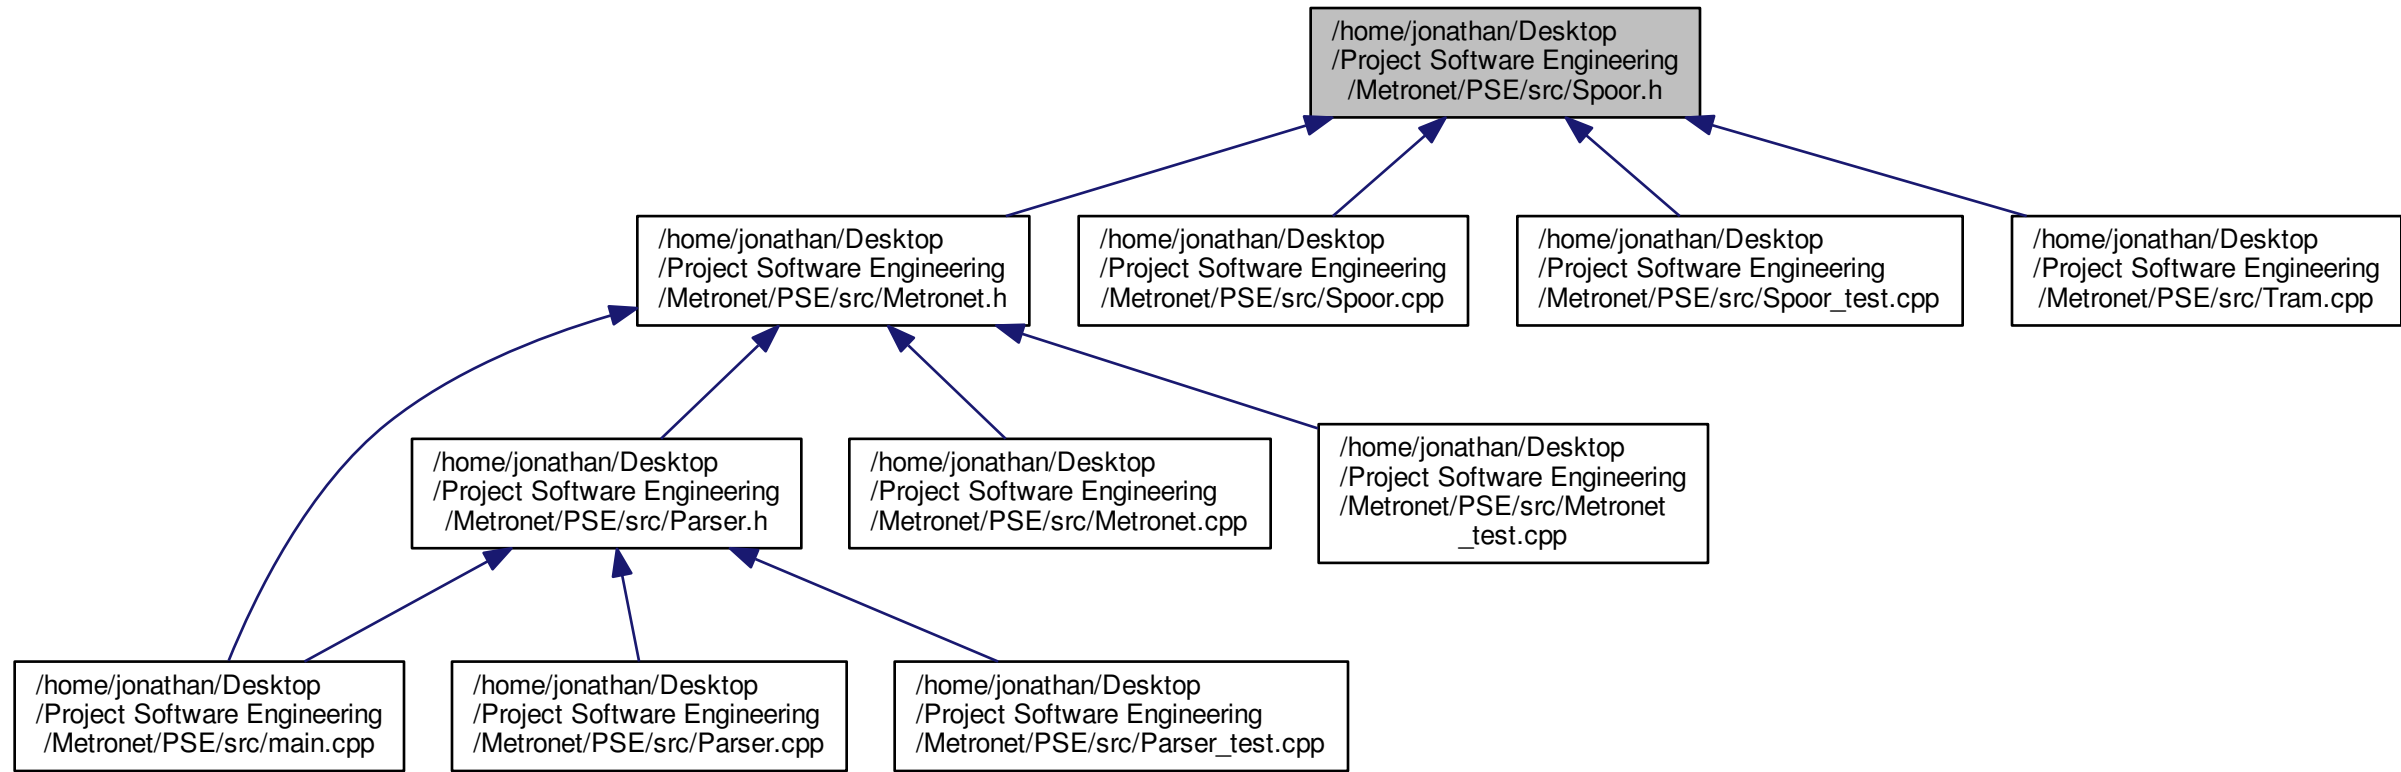 /home/jonathan/Desktop
/Project Software Engineering
/Metronet/PSE/src/Spoor.h
/home/jonathan/Desktop
/Project Software Engineering
/Metronet/PSE/src/Metronet.h
/home/jonathan/Desktop
/Project Software Engineering
/Metronet/PSE/src/Spoor.cpp
/home/jonathan/Desktop
/Project Software Engineering
/Metronet/PSE/src/Spoor_test.cpp
/home/jonathan/Desktop
/Project Software Engineering
/Metronet/PSE/src/Tram.cpp
/home/jonathan/Desktop
/Project Software Engineering
/Metronet/PSE/src/Parser.h
/home/jonathan/Desktop
/Project Software Engineering
/Metronet/PSE/src/Metronet.cpp
/home/jonathan/Desktop
/Project Software Engineering
/Metronet/PSE/src/Metronet
_test.cpp
/home/jonathan/Desktop
/Project Software Engineering
/Metronet/PSE/src/main.cpp
/home/jonathan/Desktop
/Project Software Engineering
/Metronet/PSE/src/Parser.cpp
/home/jonathan/Desktop
/Project Software Engineering
/Metronet/PSE/src/Parser_test.cpp